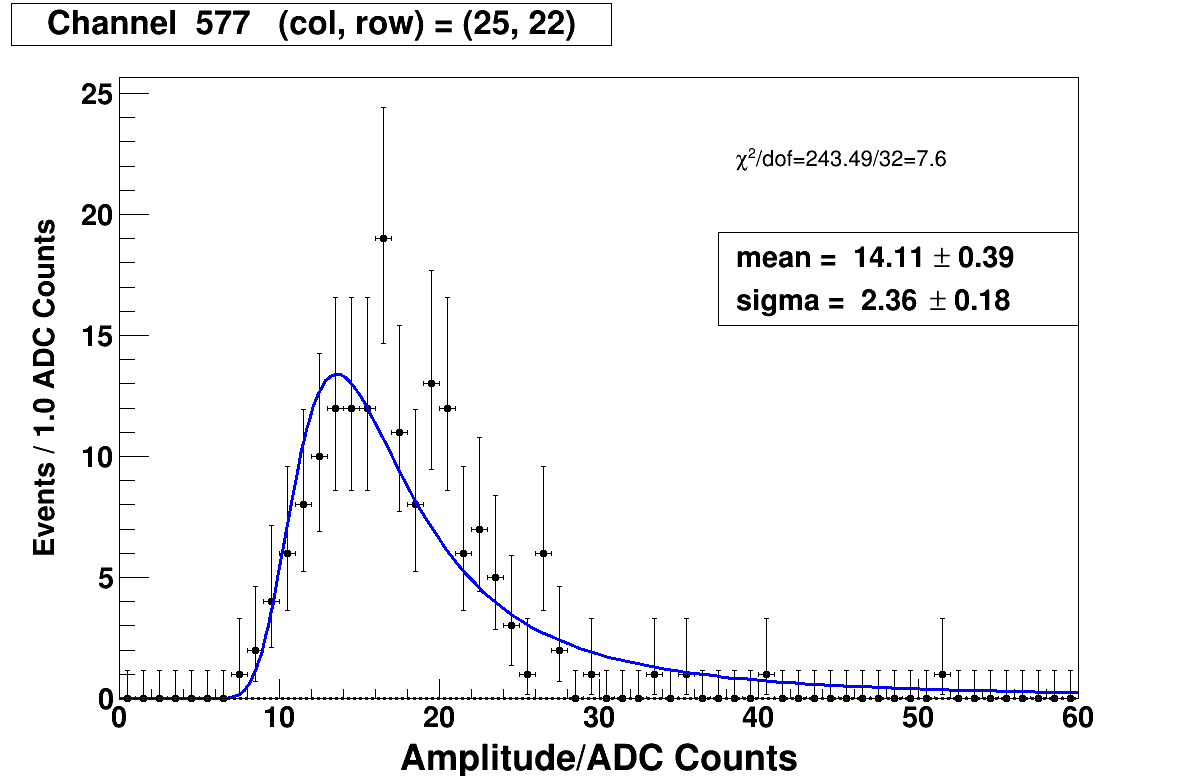 Channel 577 (col, row) = (25, 22)
25
20
15
10
5
0
Events / 1.0 ADC Counts
χ²/dof=243.49/32=7.6
mean = 14.11 ± 0.39
sigma = 2.36 ± 0.18
0 10 20 30 40 50 60
Amplitude/ADC Counts